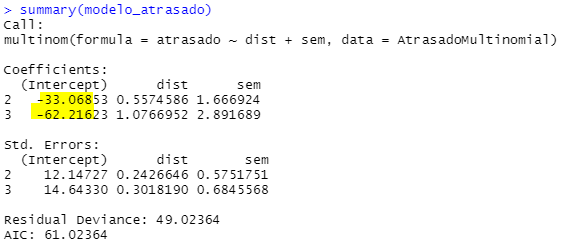 > summary(modelo_atrasado)
Call:
multinom(formula = atrasado ~ dist + sem, data = AtrasadoMultinomial)

Coefficients:
  (Intercept)      dist      sem
2   -33.06853 0.5574586 1.666924
3   -62.21623 1.0766952 2.891689

Std. Errors:
  (Intercept)      dist       sem
2    12.14727 0.2426646 0.5751751
3    14.64330 0.3018190 0.6845568

Residual Deviance: 49.02364
AIC: 61.02364